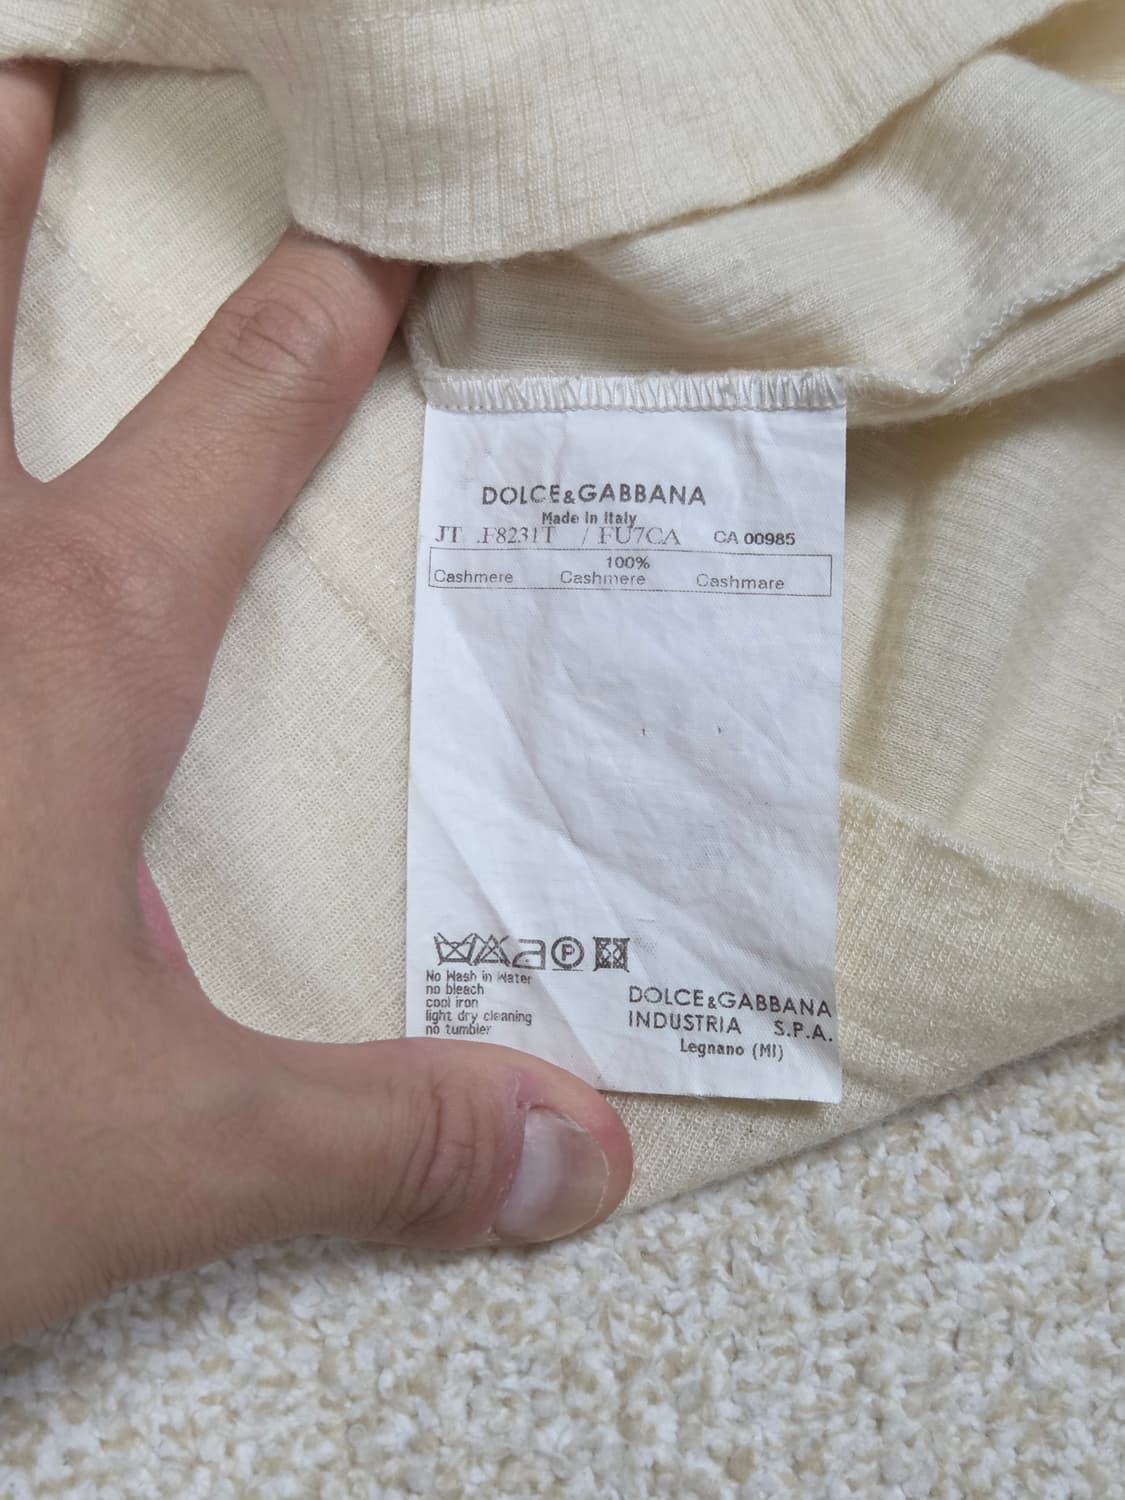 DOLCE&GABBANA
Made in Italy
JT .F8231T / FU7CA CA 00985
100%
Cashmere Cashmere Cashmare
No Wash in Water
no bleach
cool iron
light dry cleaning
no tumbler
DOLCE&GABBANA
INDUSTRIA S.P.A.
Legnano (MI)